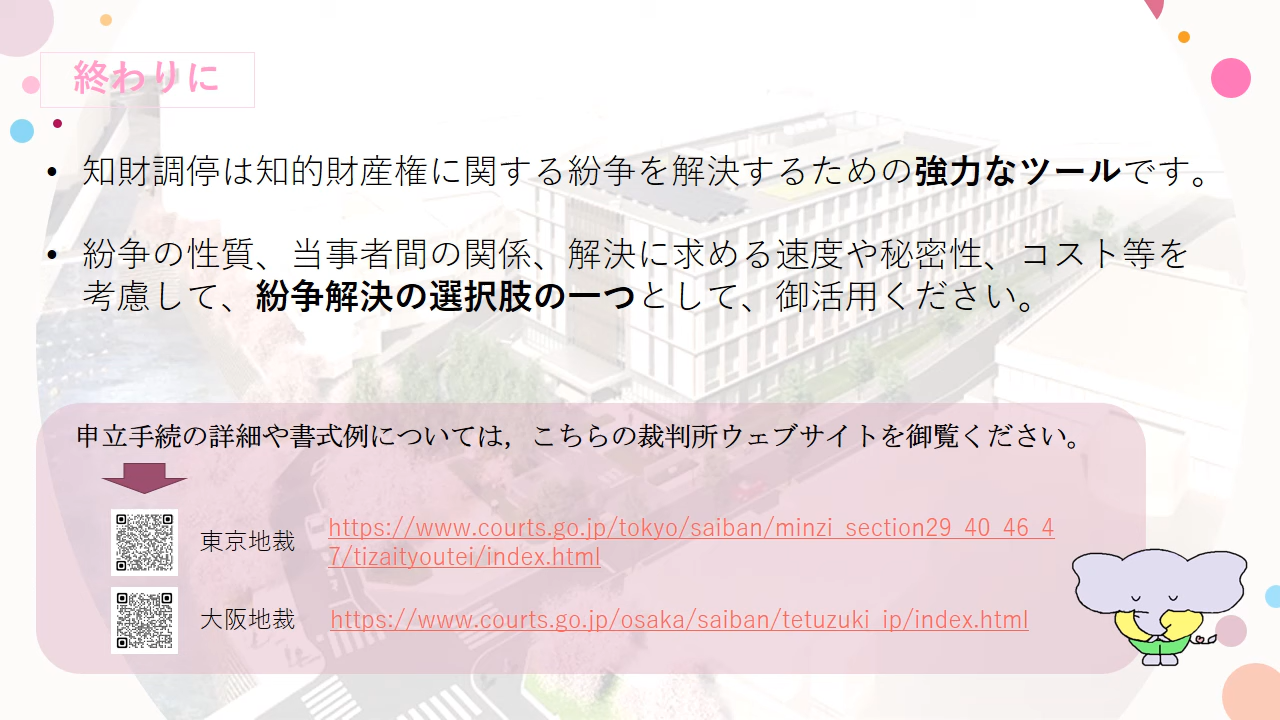 終わりに
• 知財調停は知的財産権に関する紛争を解決するための強力なツールです。
• 紛争の性質、当事者間の関係、解決に求める速度や秘密性、コスト等を
考慮して、紛争解決の選択肢の一つとして、御活用ください。
申立手続の詳細や書式例については，こちらの裁判所ウェブサイトを御覧ください。
東京地裁
https://www.courts.go.jp/tokyo/saiban/minzi_section29_40_46_4
7/tizaityoutei/index.html
大阪地裁
https://www.courts.go.jp/osaka/saiban/tetuzuki_ip/index.html